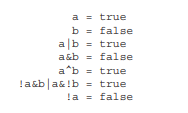 a = true
b = false
a|b = true
a&b = false
a^b = true
!a&b|a&!b = true
!a = false